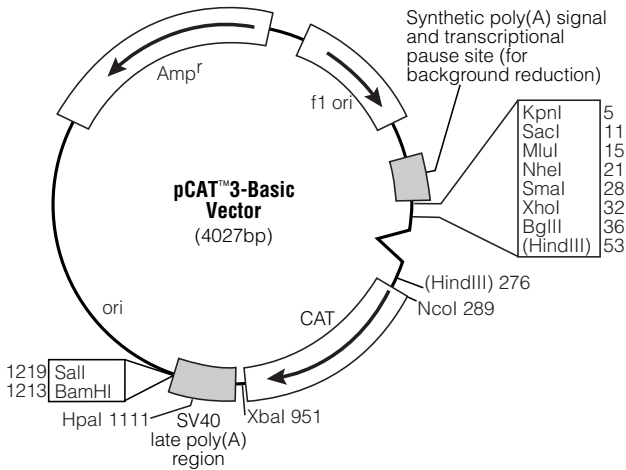 Synthetic poly(A) signal
and transcriptional
pause site (for
background reduction)
Amp^r
f1 ori
KpnI 5
SacI 11
MluI 15
NheI 21
SmaI 28
XhoI 32
BglII 36
(HindIII) 53
pCAT™3-Basic
Vector
(4027bp)
(HindIII) 276
NcoI 289
CAT
ori
1219 SalI
1213 BamHI
HpaI 1111
SV40
late poly(A)
region
XbaI 951